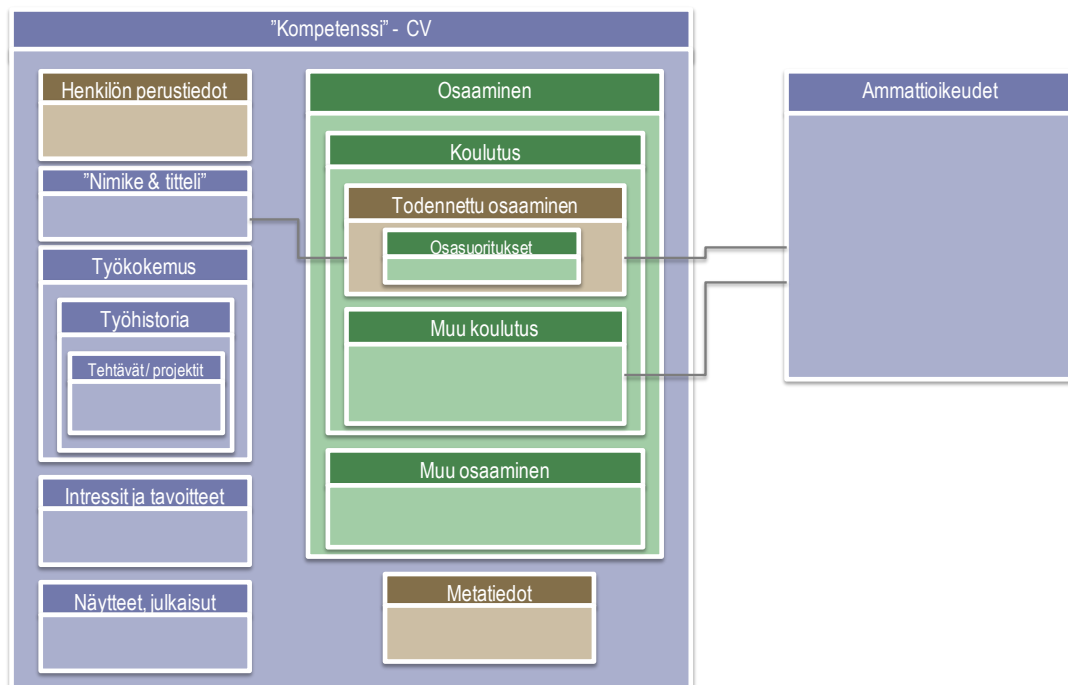 ”Kompetenssi” - CV
Henkilön perustiedot
”Nimike & titteli”
Työkokemus
Työhistoria
Tehtävät / projektit
Intressit ja tavoitteet
Näytteet, julkaisut
Osaaminen
Koulutus
Todennettu osaaminen
Osasuoritukset
Muu koulutus
Muu osaaminen
Metatiedot
Ammattioikeudet